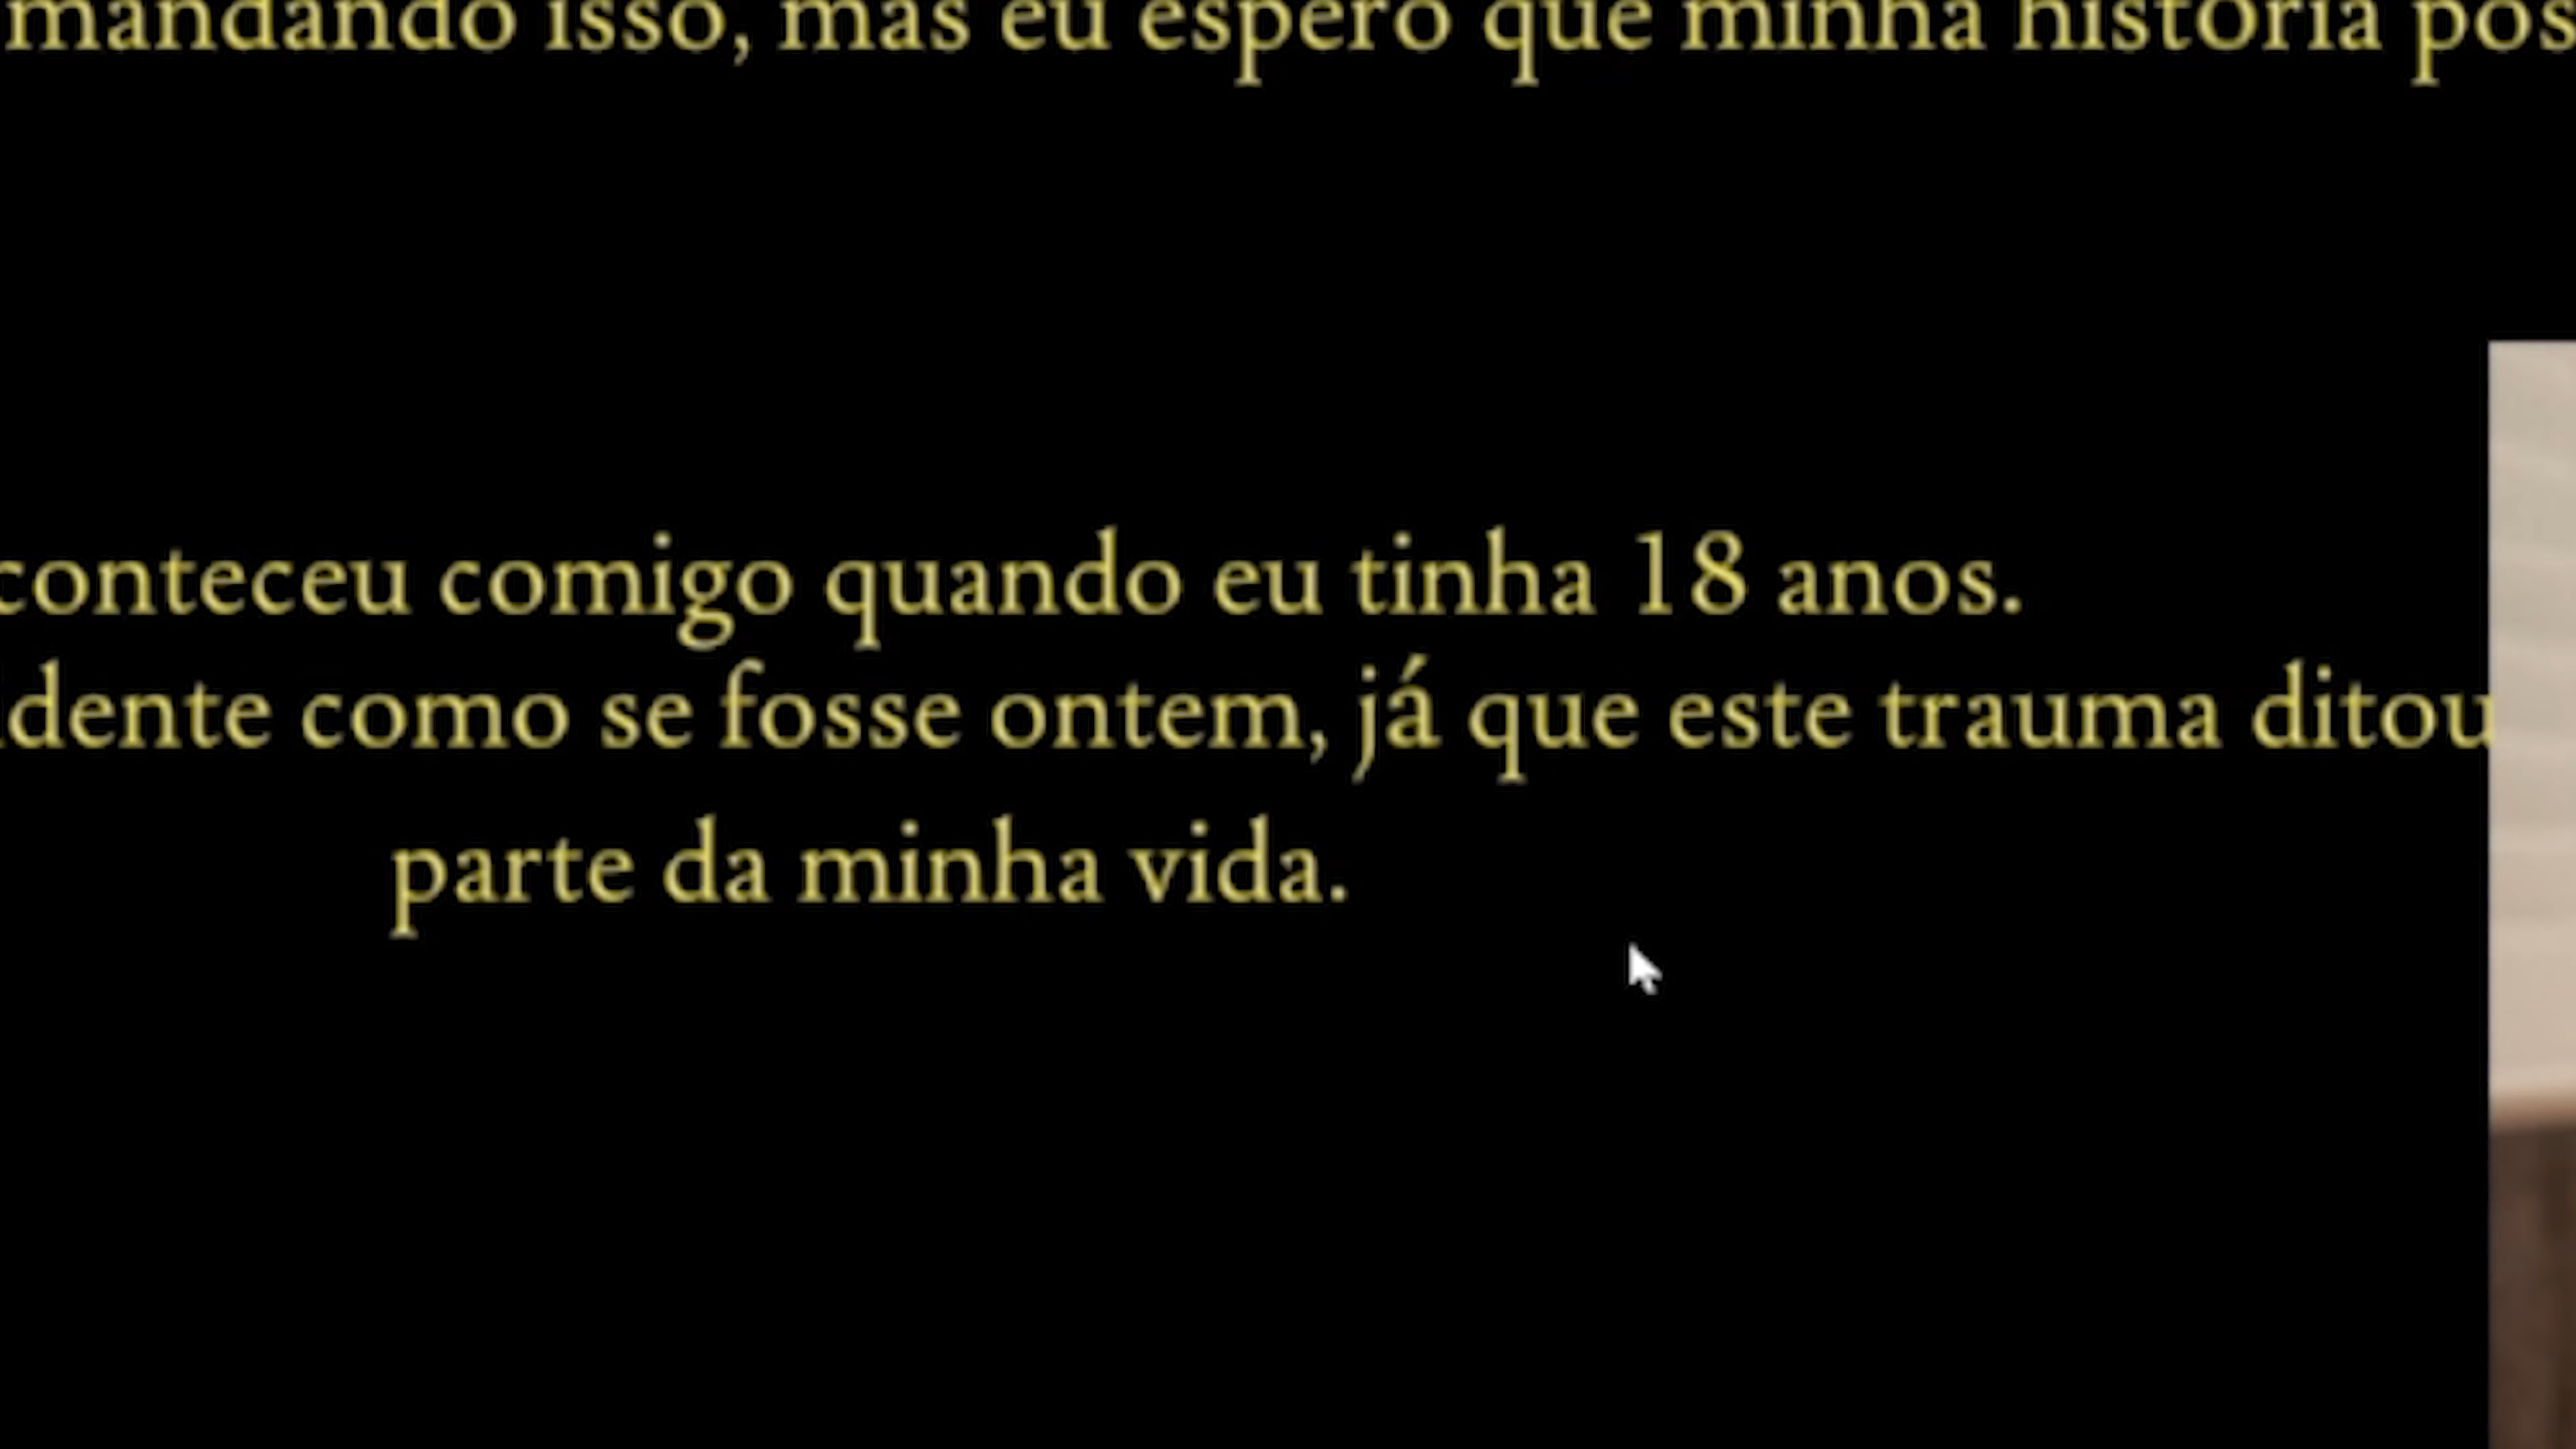 mandando isso, mas eu espero que minha história pos
conteceu comigo quando eu tinha 18 anos.
dente como se fosse ontem, já que este trauma ditou
parte da minha vida.